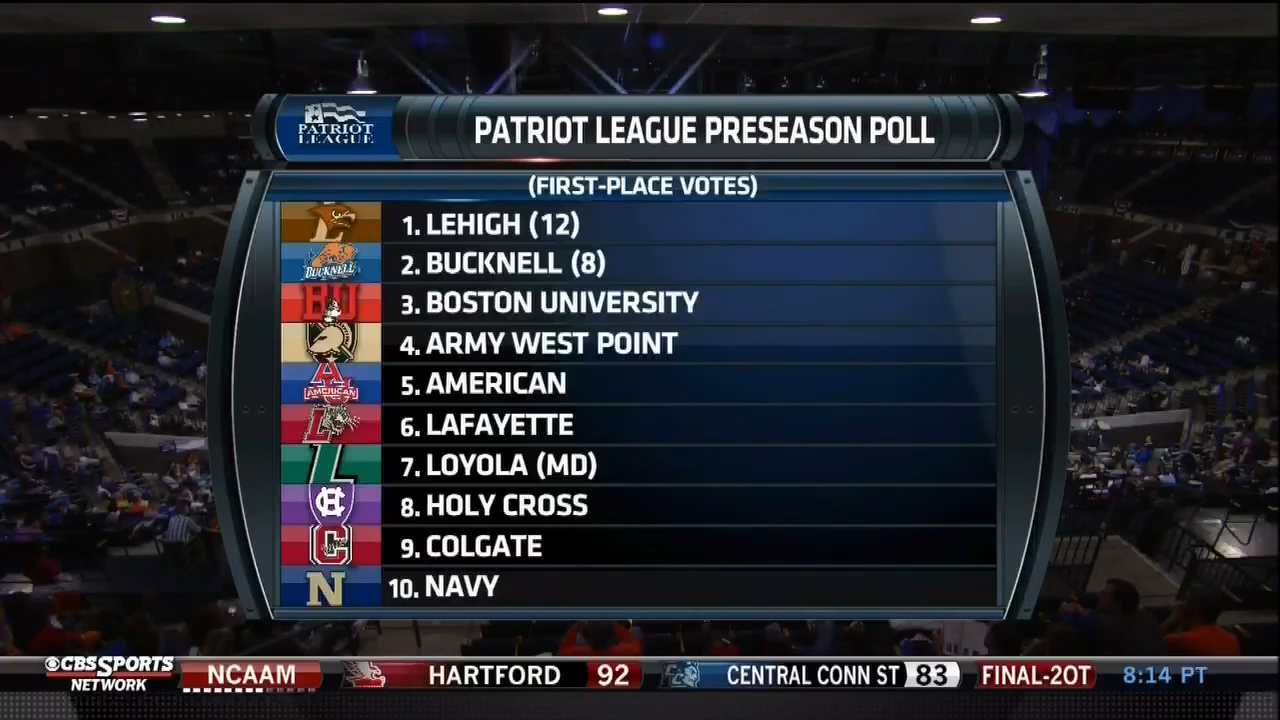 PATRIOT
LEAGUE
PATRIOT LEAGUE PRESEASON POLL
(FIRST-PLACE VOTES)
1. LEHIGH (12)
BUCKNELL
2. BUCKNELL (8)
BU
3. BOSTON UNIVERSITY
4. ARMY WEST POINT
A
AMERICAN
5. AMERICAN
L
6. LAFAYETTE
L
7. LOYOLA (MD)
HC
8. HOLY CROSS
C
9. COLGATE
N
10. NAVY
CBS SPORTS
NETWORK
NCAAM HARTFORD 92 CENTRAL CONN ST 83 FINAL-2OT 8:14 PT